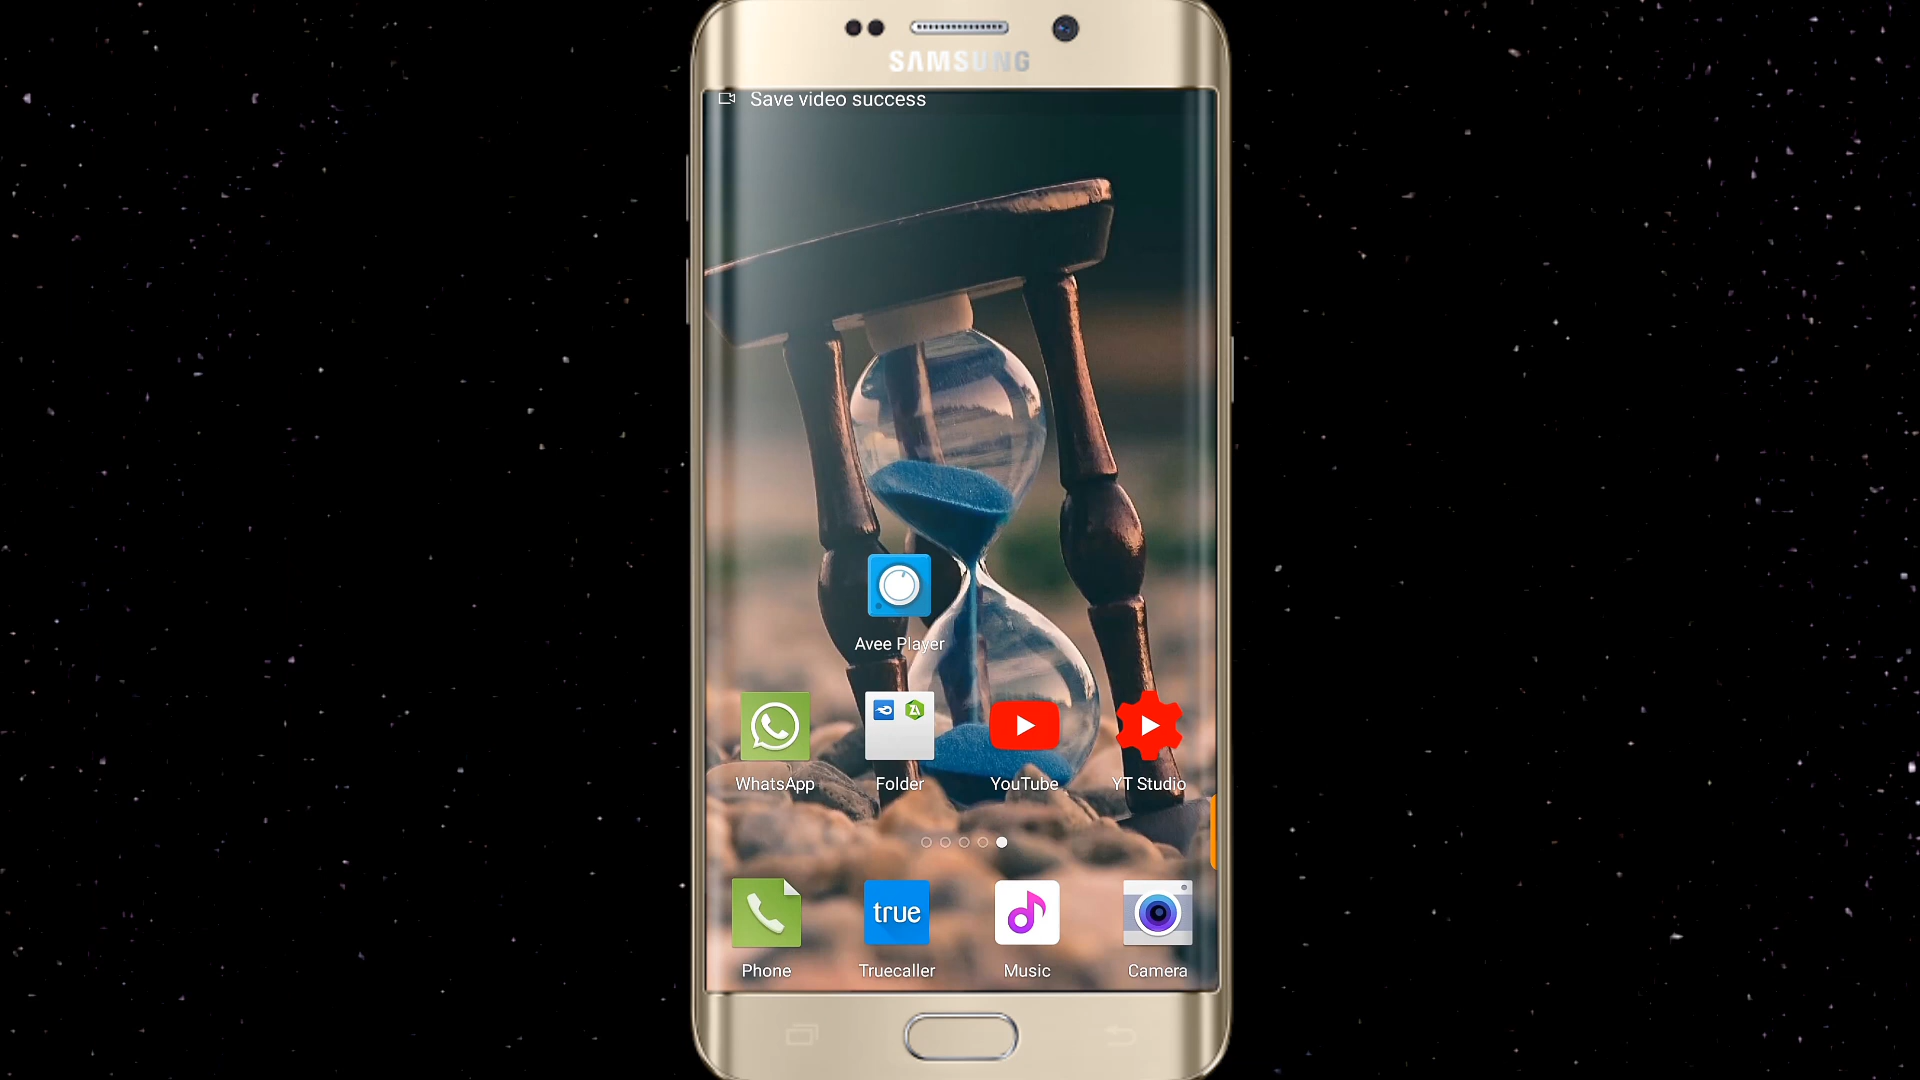 SAMSUNG
Save video success
Avee Player
WhatsApp
Folder
YouTube
YT Studio
true
Phone
Truecaller
Music
Camera